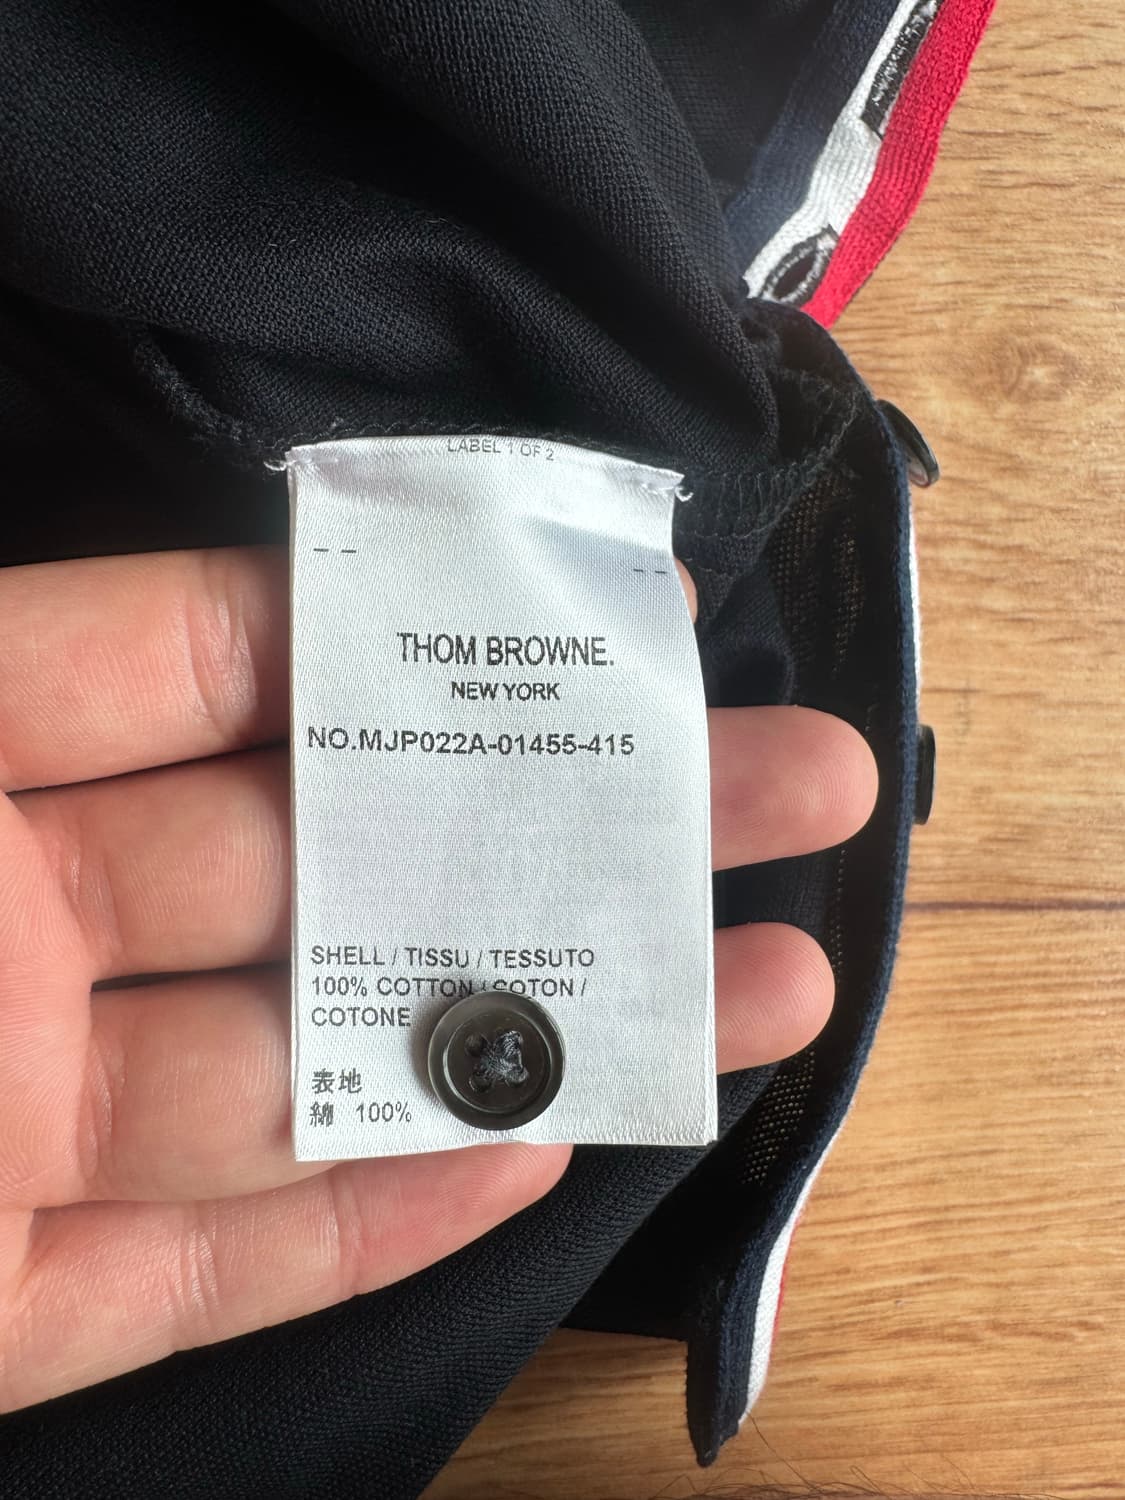 LABEL 1 OF 2
THOM BROWNE.
NEW YORK
NO.MJP022A-01455-415
SHELL / TISSU / TESSUTO
100% COTTON / COTON /
COTONE
表地
綿 100%